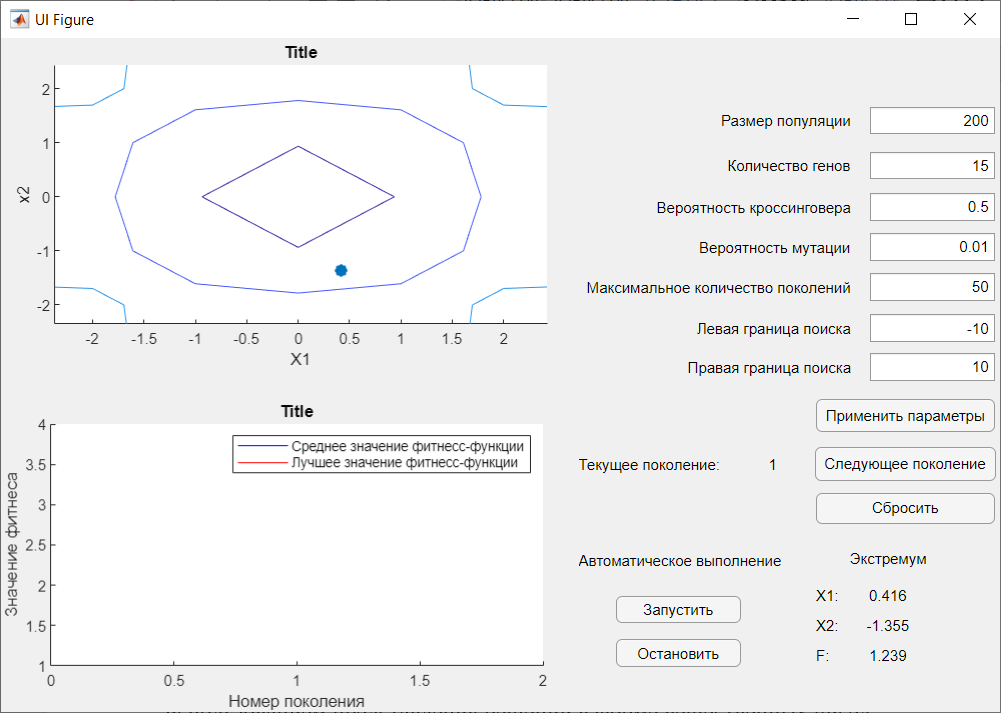 UI Figure
Title
2
1
0
-1
-2
x2
-2
-1.5
-1
-0.5
0
0.5
1
1.5
2
X1
Размер популяции
200
Количество генов
15
Вероятность кроссинговера
0.5
Вероятность мутации
0.01
Максимальное количество поколений
50
Левая граница поиска
-10
Правая граница поиска
10
Применить параметры
Текущее поколение:
1
Следующее поколение
Сбросить
Title
4
3.5
3
2.5
2
1.5
1
Значение фитнеса
Среднее значение фитнесс-функции
Лучшее значение фитнесс-функции
0
0.5
1
1.5
2
Номер поколения
Автоматическое выполнение
Запустить
Остановить
Экстремум
X1: 0.416
X2: -1.355
F: 1.239